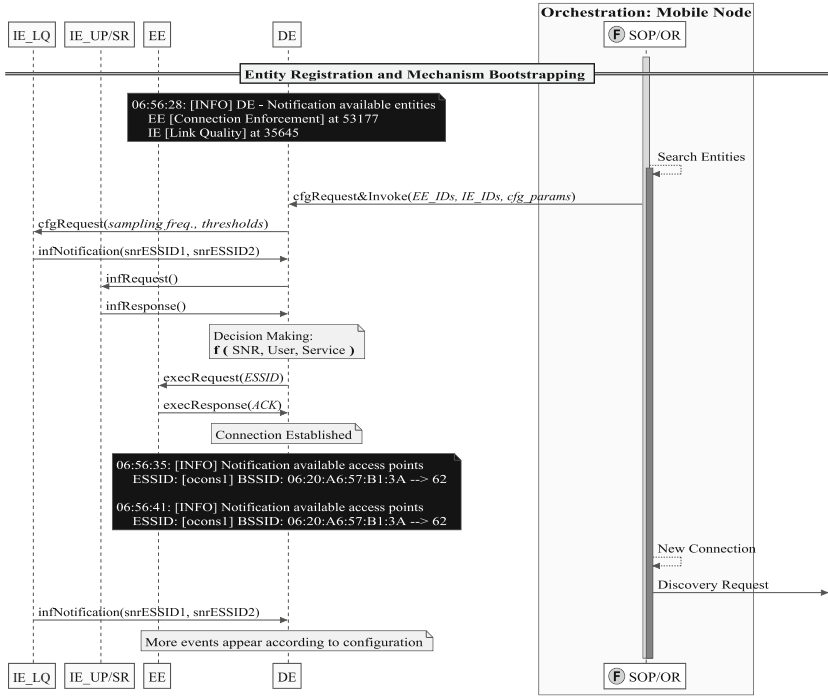 Orchestration: Mobile Node
IE_LQ
IE_UP/SR
EE
DE
F SOP/OR
Entity Registration and Mechanism Bootstrapping
06:56:28: [INFO] DE - Notification available entities
EE [Connection Enforcement] at 53177
IE [Link Quality] at 35645
Search Entities
cfgRequest&Invoke(EE_IDs, IE_IDs, cfg_params)
cfgRequest(sampling freq., thresholds)
infNotification(snrESSID1, snrESSID2)
infRequest()
infResponse()
Decision Making:
f ( SNR, User, Service )
execRequest(ESSID)
execResponse(ACK)
Connection Established
06:56:35: [INFO] Notification available access points
ESSID: [ocons1] BSSID: 06:20:A6:57:B1:3A --> 62
06:56:41: [INFO] Notification available access points
ESSID: [ocons1] BSSID: 06:20:A6:57:B1:3A --> 62
New Connection
Discovery Request
infNotification(snrESSID1, snrESSID2)
More events appear according to configuration
IE_LQ
IE_UP/SR
EE
DE
F SOP/OR